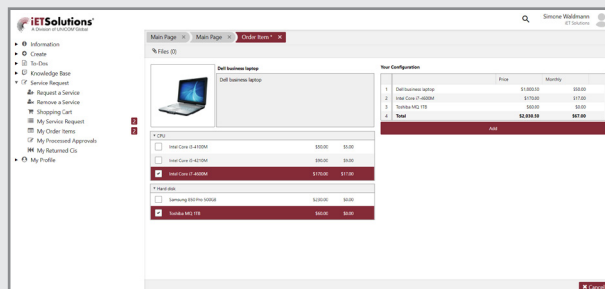 iETSolutions
A Division of UNICOM Global
Simone Waldmann
iET Solutions
Main Page × Main Page × Order Item * ×
Files (0)
Information
Create
To-Dos
Knowledge Base
Service Request
Request a Service
Remove a Service
Shopping Cart
My Service Request 2
My Order Items 2
My Processed Approvals
My Returned CIs
My Profile
Dell business laptop
Dell business laptop
* CPU
Intel Core i3-4100M $50.00 $5.00
Intel Core i5-4210M $90.00 $5.00
Intel Core i7-4600M $170.00 $17.00
* Hard disk
Samsung 850 Pro 500GB $230.00 $0.00
Toshiba MQ 1TB $60.00 $0.00
Your Configuration
Price Monthly
1 Dell business laptop $1,800.50 $50.00
2 Intel Core i7-4600M $170.00 $17.00
3 Toshiba MQ 1TB $60.00 $0.00
4 Total $2,030.50 $67.00
Add
Cancel